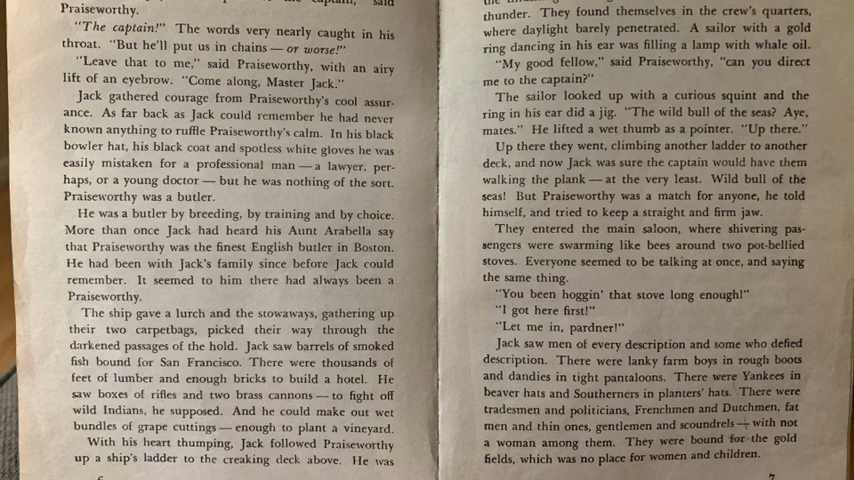 the captain," said
Praiseworthy.
"The captain!" The words very nearly caught in his
throat. "But he'll put us in chains — or worse!"
"Leave that to me," said Praiseworthy, with an airy
lift of an eyebrow. "Come along, Master Jack."
Jack gathered courage from Praiseworthy's cool assur-
ance. As far back as Jack could remember he had never
known anything to ruffle Praiseworthy's calm. In his black
bowler hat, his black coat and spotless white gloves he was
easily mistaken for a professional man — a lawyer, per-
haps, or a young doctor — but he was nothing of the sort.
Praiseworthy was a butler.
He was a butler by breeding, by training and by choice.
More than once Jack had heard his Aunt Arabella say
that Praiseworthy was the finest English butler in Boston.
He had been with Jack's family since before Jack could
remember. It seemed to him there had always been a
Praiseworthy.
The ship gave a lurch and the stowaways, gathering up
their two carpetbags, picked their way through the
darkened passages of the hold. Jack saw barrels of smoked
fish bound for San Francisco. There were thousands of
feet of lumber and enough bricks to build a hotel. He
saw boxes of rifles and two brass cannons — to fight off
wild Indians, he supposed. And he could make out wet
bundles of grape cuttings — enough to plant a vineyard.
With his heart thumping, Jack followed Praiseworthy
up a ship's ladder to the creaking deck above. He was
6
thunder. They found themselves in the crew's quarters,
where daylight barely penetrated. A sailor with a gold
ring dancing in his ear was filling a lamp with whale oil.
"My good fellow," said Praiseworthy, "can you direct
me to the captain?"
The sailor looked up with a curious squint and the
ring in his ear did a jig. "The wild bull of the seas? Aye,
mates." He lifted a wet thumb as a pointer. "Up there."
Up there they went, climbing another ladder to another
deck, and now Jack was sure the captain would have them
walking the plank — at the very least. Wild bull of the
seas! But Praiseworthy was a match for anyone, he told
himself, and tried to keep a straight and firm jaw.
They entered the main saloon, where shivering pas-
sengers were swarming like bees around two pot-bellied
stoves. Everyone seemed to be talking at once, and saying
the same thing.
"You been hoggin' that stove long enough!"
"I got here first!"
"Let me in, pardner!"
Jack saw men of every description and some who defied
description. There were lanky farm boys in rough boots
and dandies in tight pantaloons. There were Yankees in
beaver hats and Southerners in planters' hats. There were
tradesmen and politicians, Frenchmen and Dutchmen, fat
men and thin ones, gentlemen and scoundrels — with not
a woman among them. They were bound for the gold
fields, which was no place for women and children.
7